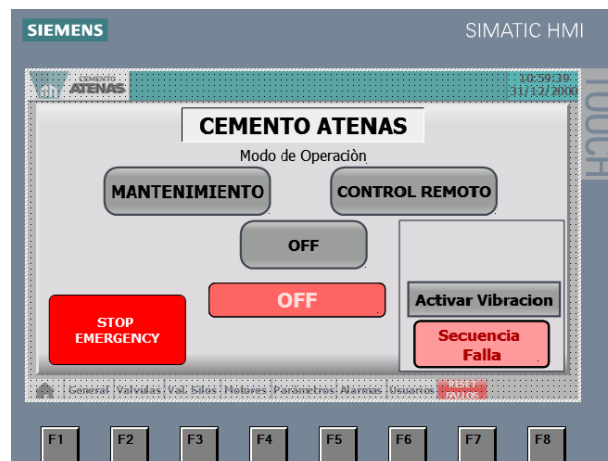 SIEMENS
SIMATIC HMI
TOUCH
CEMENTO
ATENAS
10:59:39
31/12/2000
CEMENTO ATENAS
Modo de Operaciòn
MANTENIMIENTO
CONTROL REMOTO
OFF
OFF
STOP
EMERGENCY
Activar Vibracion
Secuencia
Falla
General Valvulas Val. Silos Motores Parámetros Alarmas Usuarios RESET
FALLOS
F1 F2 F3 F4 F5 F6 F7 F8